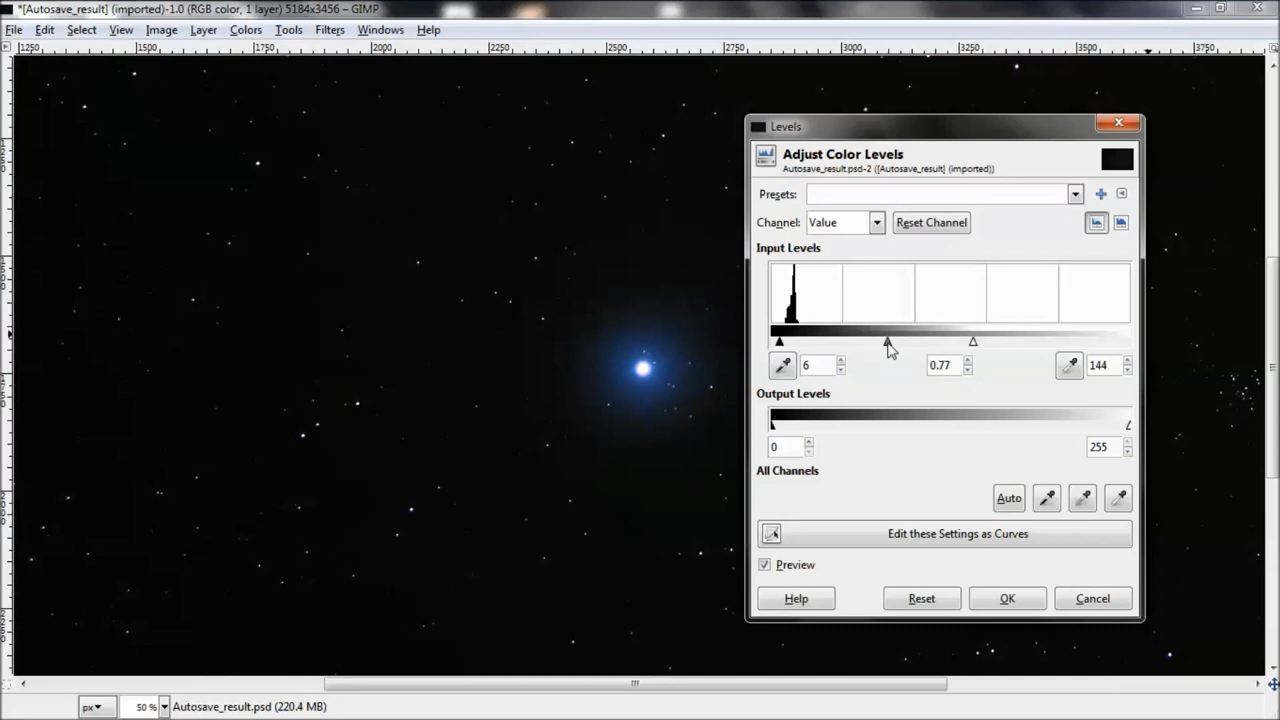 *[Autosave_result] (imported)-1.0 (RGB color, 1 layer) 5184x3456 – GIMP
File Edit Select View Image Layer Colors Tools Filters Windows Help
1250 1500 1750 2000 2250 2500 2750 3000 3250 3500 3750
Levels
Adjust Color Levels
Autosave_result.psd-2 ([Autosave_result] (imported))
Presets:
Channel: Value Reset Channel
Input Levels
6 0.77 144
Output Levels
0 255
All Channels
Auto
Edit these Settings as Curves
Preview
Help Reset OK Cancel
px 50 % Autosave_result.psd (220.4 MB)